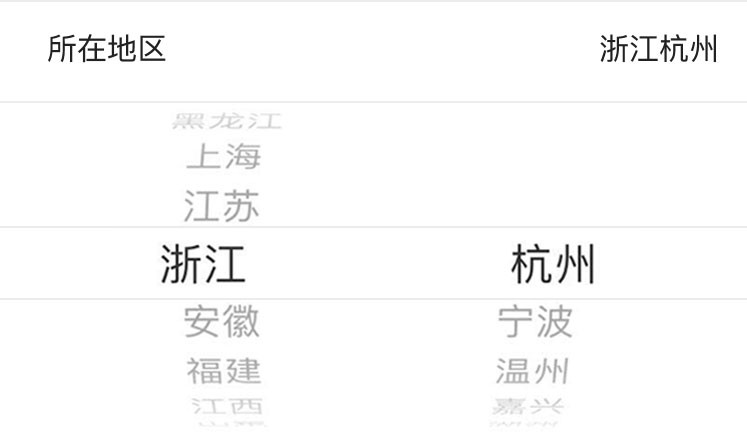 所在地区 浙江杭州
黑龙江
上海
江苏
浙江 杭州
安徽 宁波
福建 温州
江西 嘉兴